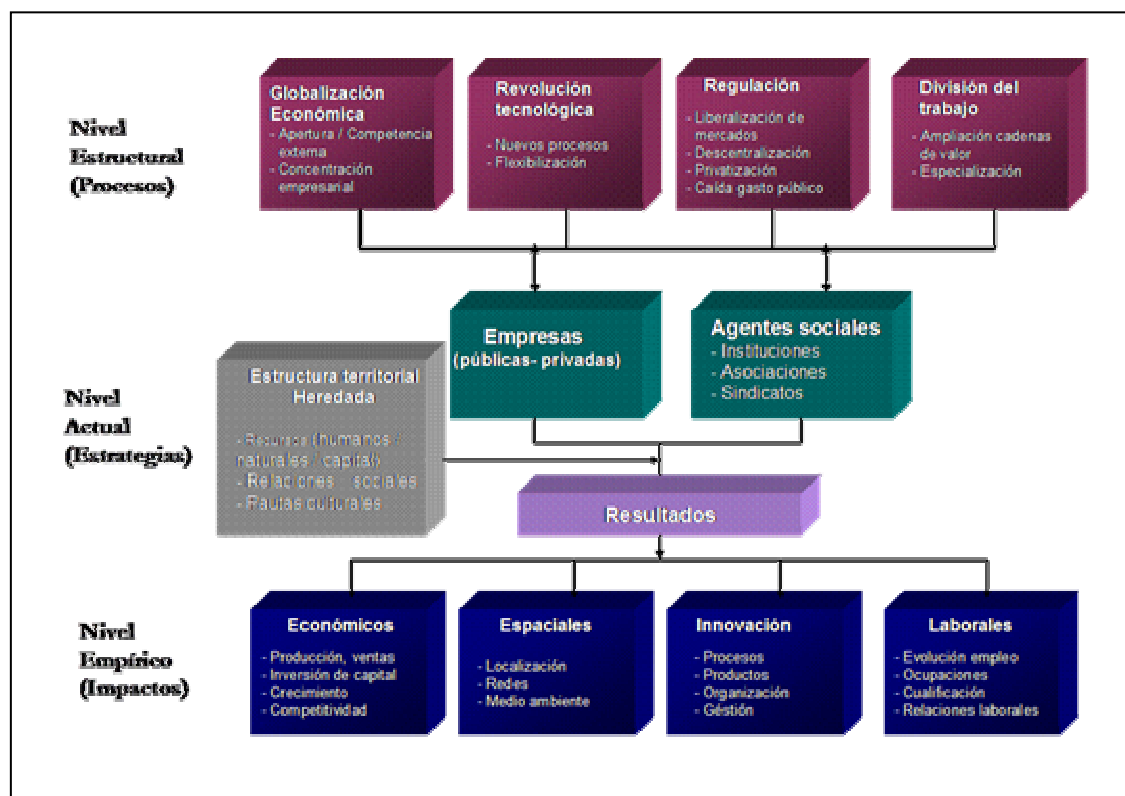 Nivel
Estructural
(Procesos)
Globalización
Económica
- Apertura / Competencia
externa
- Concentración
empresarial
Revolución
tecnológica
- Nuevos procesos
- Flexibilización
Regulación
- Liberalización de
mercados
- Descentralización
- Privatización
- Caída gasto público
División del
trabajo
- Ampliación cadenas
de valor
- Especialización
Nivel
Actual
(Estrategias)
Estructura territorial
Heredada
- Recursos (humanos /
naturales / capital)
- Relaciones sociales
- Pautas culturales
Empresas
(públicas- privadas)
Agentes sociales
- Instituciones
- Asociaciones
- Sindicatos
Resultados
Nivel
Empírico
(Impactos)
Económicos
- Producción, ventas
- Inversión de capital
- Crecimiento
- Competitividad
Espaciales
- Localización
- Redes
- Medio ambiente
Innovación
- Procesos
- Productos
- Organización
- Géstión
Laborales
- Evolución empleo
- Ocupaciones
- Cualificación
- Relaciones laborales